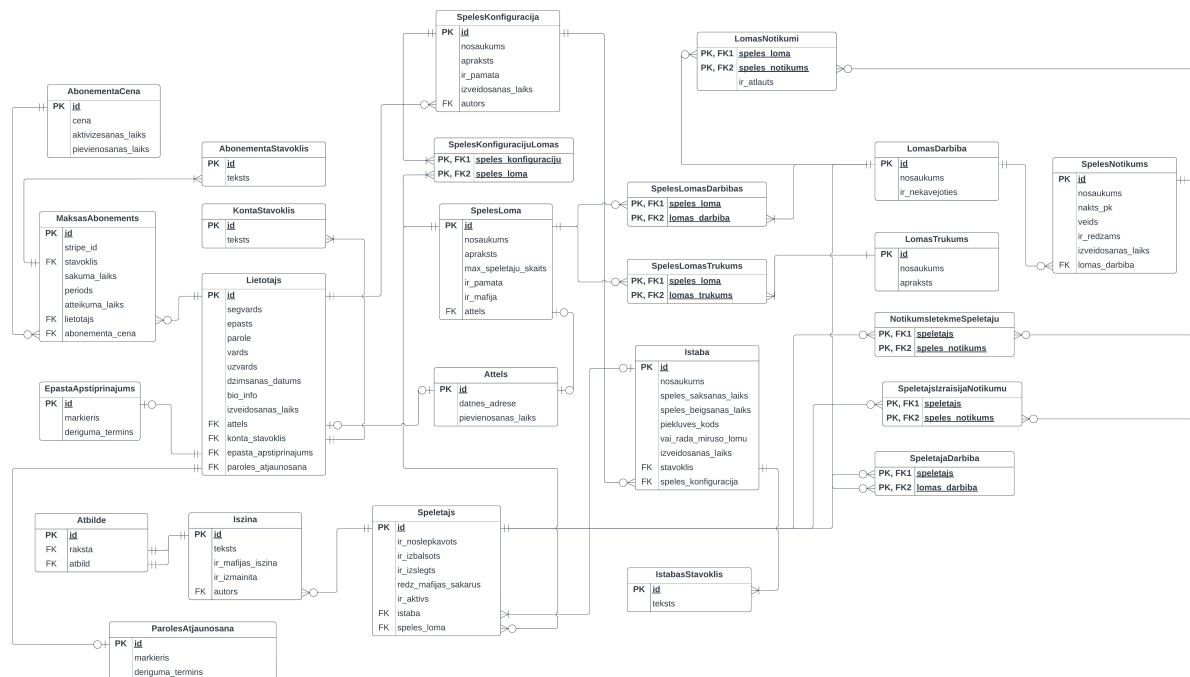 SpelesKonfiguracija
PK id
nosaukums
apraksts
ir_pamata
izveidosanas_laiks
FK autors
LomasNotikumi
PK, FK1 speles_loma
PK, FK2 speles_notikums
ir_atlauts
AbonementaCena
PK id
cena
aktivizesanas_laiks
pievienosanas_laiks
AbonementaStavoklis
PK id
teksts
SpelesKonfiguracijuLomas
PK, FK1 speles_konfiguraciju
PK, FK2 speles_loma
LomasDarbiba
PK id
nosaukums
ir_nekavejoties
SpelesNotikums
PK id
nosaukums
nakts_pk
veids
ir_redzams
izveidosanas_laiks
FK lomas_darbiba
SpelesLomasDarbibas
PK, FK1 speles_loma
PK, FK2 lomas_darbiba
MaksasAbonements
PK id
stripe_id
FK stavoklis
sakuma_laiks
periods
atteikuma_laiks
FK lietotajs
FK abonementa_cena
KontaStavoklis
PK id
teksts
SpelesLoma
PK id
nosaukums
apraksts
max_speletaju_skaits
ir_pamata
ir_mafija
FK attels
LomasTrukums
PK id
nosaukums
apraksts
SpelesLomasTrukums
PK, FK1 speles_loma
PK, FK2 lomas_trukums
Lietotajs
PK id
segvards
epasts
parole
vards
uzvards
dzimsanas_datums
bio_info
izveidosanas_laiks
FK attels
FK konta_stavoklis
FK epasta_apstiprinajums
FK paroles_atjaunosana
NotikumsIetekmeSpeletaju
PK, FK1 speletajs
PK, FK2 speles_notikums
Istaba
PK id
nosaukums
speles_saksanas_laiks
speles_beigsanas_laiks
piekluves_kods
vai_rada_miruso_lomu
izveidosanas_laiks
FK stavoklis
FK speles_konfiguracija
EpastaApstiprinajums
PK id
markieris
deriguma_termins
Attels
PK id
datnes_adrese
pievienosanas_laiks
SpeletajsIzraisijaNotikumu
PK, FK1 speletajs
PK, FK2 speles_notikums
SpeletajaDarbiba
PK, FK1 speletajs
PK, FK2 lomas_darbiba
Atbilde
PK id
FK raksta
FK atbild
Iszina
PK id
teksts
ir_mafijas_iszina
ir_izmainita
FK autors
Speletajs
PK id
ir_noslepkavots
ir_izbalsots
ir_izslegts
redz_mafijas_sakarus
ir_aktivs
FK istaba
FK speles_loma
IstabasStavoklis
PK id
teksts
ParolesAtjaunosana
PK id
markieris
deriguma_termins